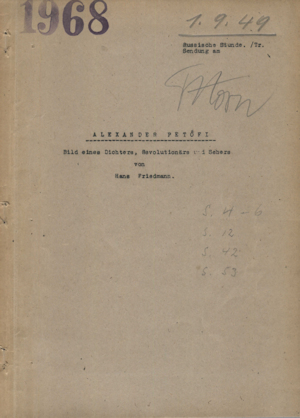 1968
1.9.49
Russische Stunde. /Tr.
Sendung am
ALEXANDER PETÖFI
Bild eines Dichters, Revolutionärs und Sehers
von
Hans Friedmann.
S. 4-6
S. 12
S. 42
S. 53